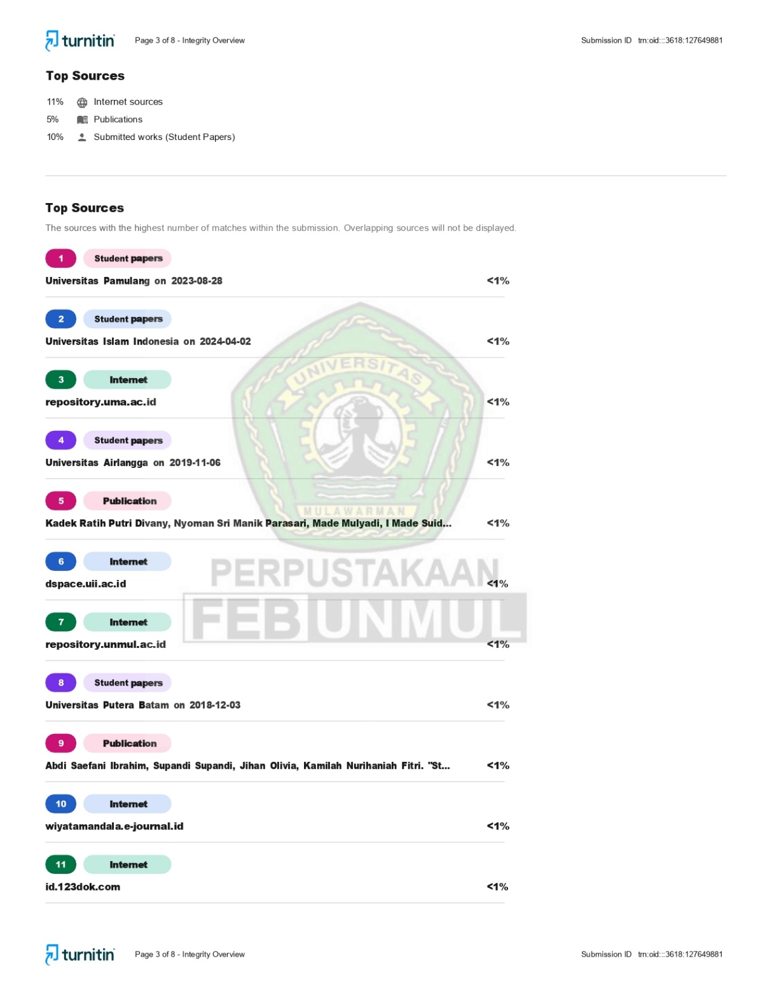 turnitin Page 3 of 8 - Integrity Overview Submission ID trn:oid:::3618:127649881
Top Sources
11% Internet sources
5% Publications
10% Submitted works (Student Papers)
Top Sources
The sources with the highest number of matches within the submission. Overlapping sources will not be displayed.
1 Student papers
Universitas Pamulang on 2023-08-28 <1%
2 Student papers
Universitas Islam Indonesia on 2024-04-02 <1%
3 Internet
repository.uma.ac.id <1%
4 Student papers
Universitas Airlangga on 2019-11-06 <1%
5 Publication
Kadek Ratih Putri Divany, Nyoman Sri Manik Parasari, Made Mulyadi, I Made Suid... <1%
6 Internet
dspace.uii.ac.id <1%
7 Internet
repository.unmul.ac.id <1%
8 Student papers
Universitas Putera Batam on 2018-12-03 <1%
9 Publication
Abdi Saefani Ibrahim, Supandi Supandi, Jihan Olivia, Kamilah Nurihaniah Fitri. "St... <1%
10 Internet
wiyatamandala.e-journal.id <1%
11 Internet
id.123dok.com <1%
UNIVERSITAS
MULAWARMAN
PERPUSTAKAAN
FEB UNMUL
turnitin Page 3 of 8 - Integrity Overview Submission ID trn:oid:::3618:127649881